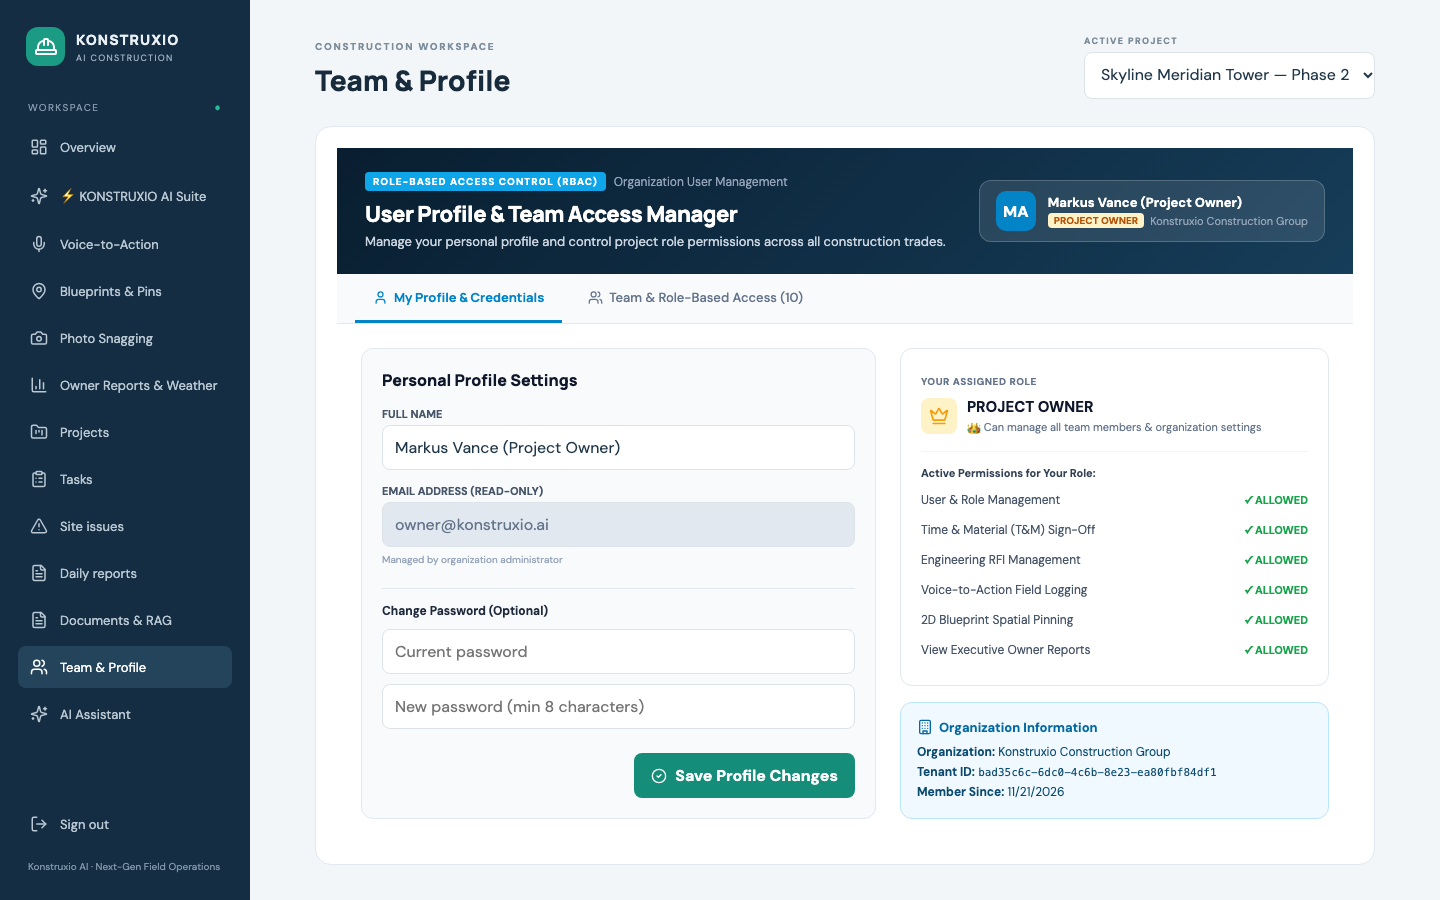 KONSTRUXIO
AI CONSTRUCTION
WORKSPACE
Overview
⚡ KONSTRUXIO AI Suite
Voice-to-Action
Blueprints & Pins
Photo Snagging
Owner Reports & Weather
Projects
Tasks
Site issues
Daily reports
Documents & RAG
Team & Profile
AI Assistant
Sign out
Konstruxio AI · Next-Gen Field Operations
CONSTRUCTION WORKSPACE
Team & Profile
ACTIVE PROJECT
Skyline Meridian Tower — Phase 2
ROLE-BASED ACCESS CONTROL (RBAC) Organization User Management
User Profile & Team Access Manager
Manage your personal profile and control project role permissions across all construction trades.
MA
Markus Vance (Project Owner)
PROJECT OWNER Konstruxio Construction Group
My Profile & Credentials
Team & Role-Based Access (10)
Personal Profile Settings
FULL NAME
Markus Vance (Project Owner)
EMAIL ADDRESS (READ-ONLY)
owner@konstruxio.ai
Managed by organization administrator
Change Password (Optional)
Current password
New password (min 8 characters)
Save Profile Changes
YOUR ASSIGNED ROLE
PROJECT OWNER
👑 Can manage all team members & organization settings
Active Permissions for Your Role:
User & Role Management ✓ ALLOWED
Time & Material (T&M) Sign-Off ✓ ALLOWED
Engineering RFI Management ✓ ALLOWED
Voice-to-Action Field Logging ✓ ALLOWED
2D Blueprint Spatial Pinning ✓ ALLOWED
View Executive Owner Reports ✓ ALLOWED
Organization Information
Organization: Konstruxio Construction Group
Tenant ID: bad35c6c-6dc0-4c6b-8e23-ea80fbf84df1
Member Since: 11/21/2026